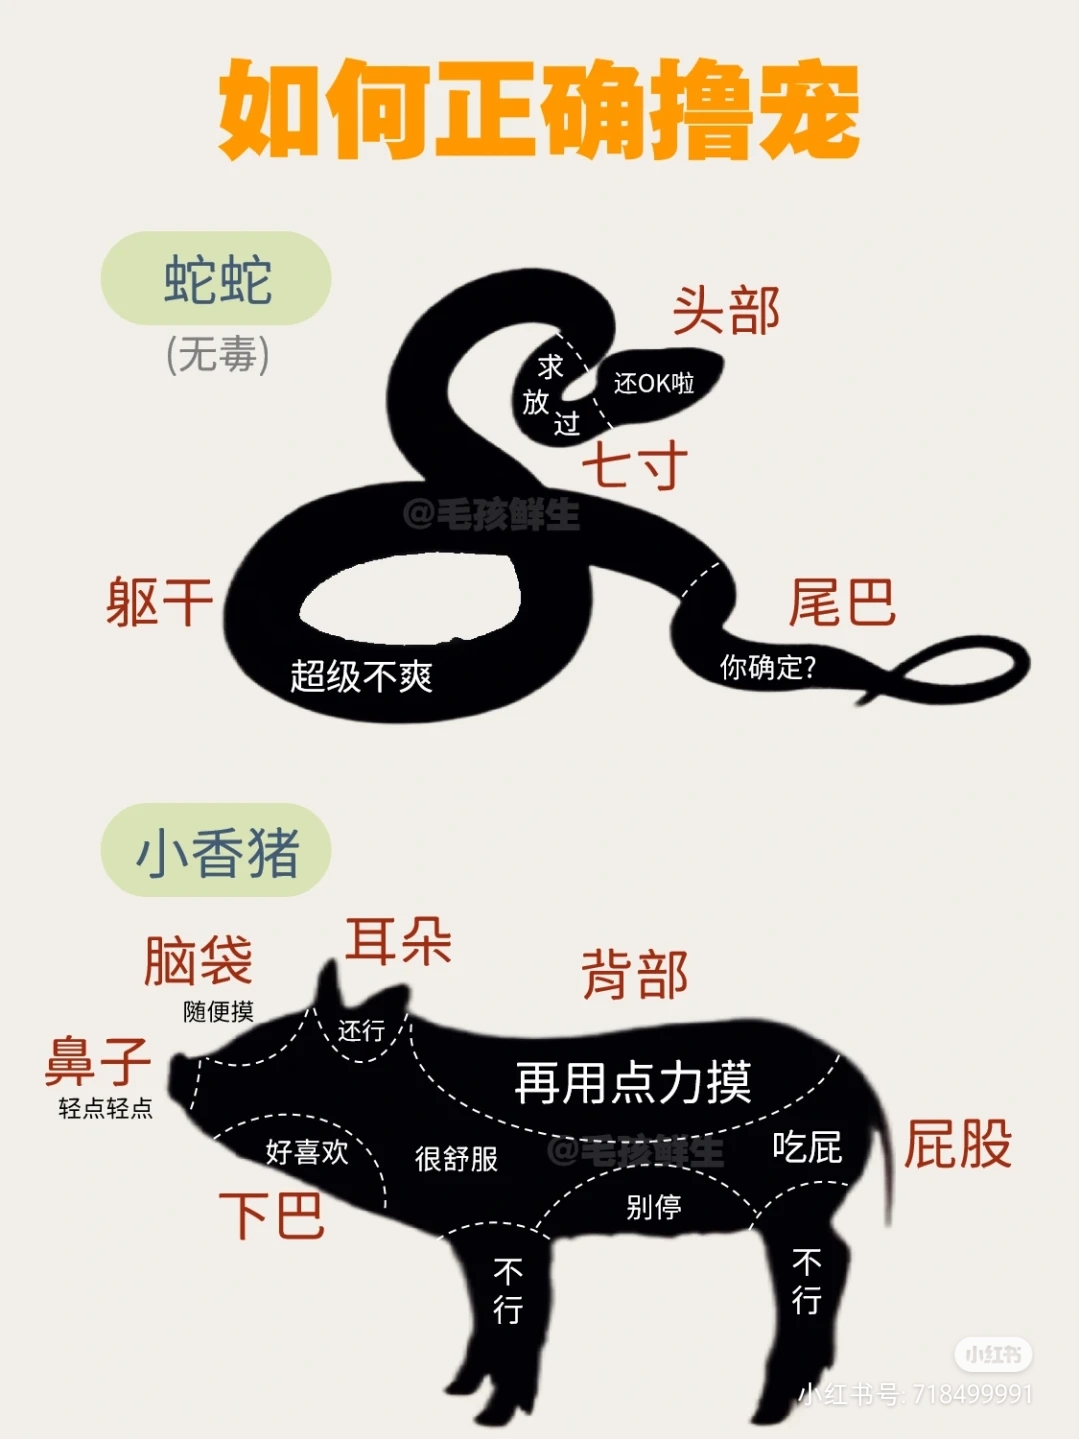 如何正确撸宠
蛇蛇
(无毒)
头部
求
放
过
还OK啦
七寸
@毛孩鲜生
躯干
尾巴
超级不爽
你确定?
小香猪
脑袋
耳朵
背部
随便摸
还行
鼻子
轻点轻点
再用点力摸
好喜欢
很舒服
@毛孩鲜生
吃屁
屁股
下巴
别停
不
行
不
行
小红书
小红书号: 718499991